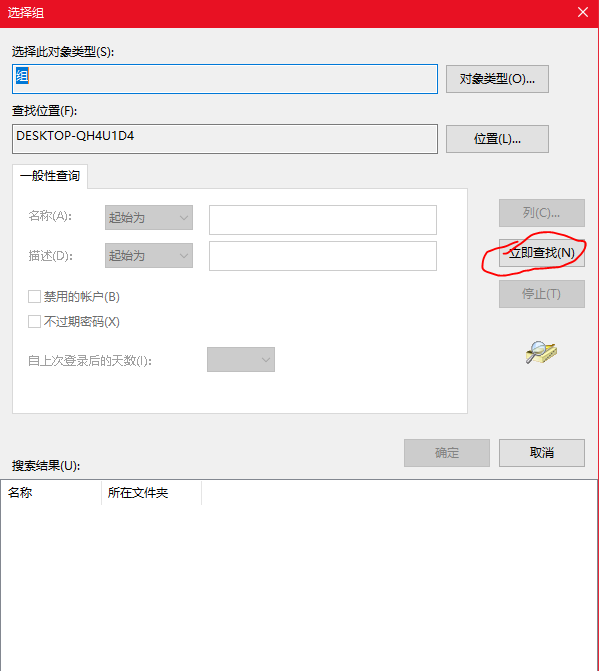 选择组
选择此对象类型(S):
组
对象类型(O)...
查找位置(F):
DESKTOP-QH4U1D4
位置(L)...
一般性查询
名称(A):
起始为
列(C)...
描述(D):
起始为
立即查找(N)
禁用的帐户(B)
停止(T)
不过期密码(X)
自上次登录后的天数(I):
确定
取消
搜索结果(U):
名称
所在文件夹